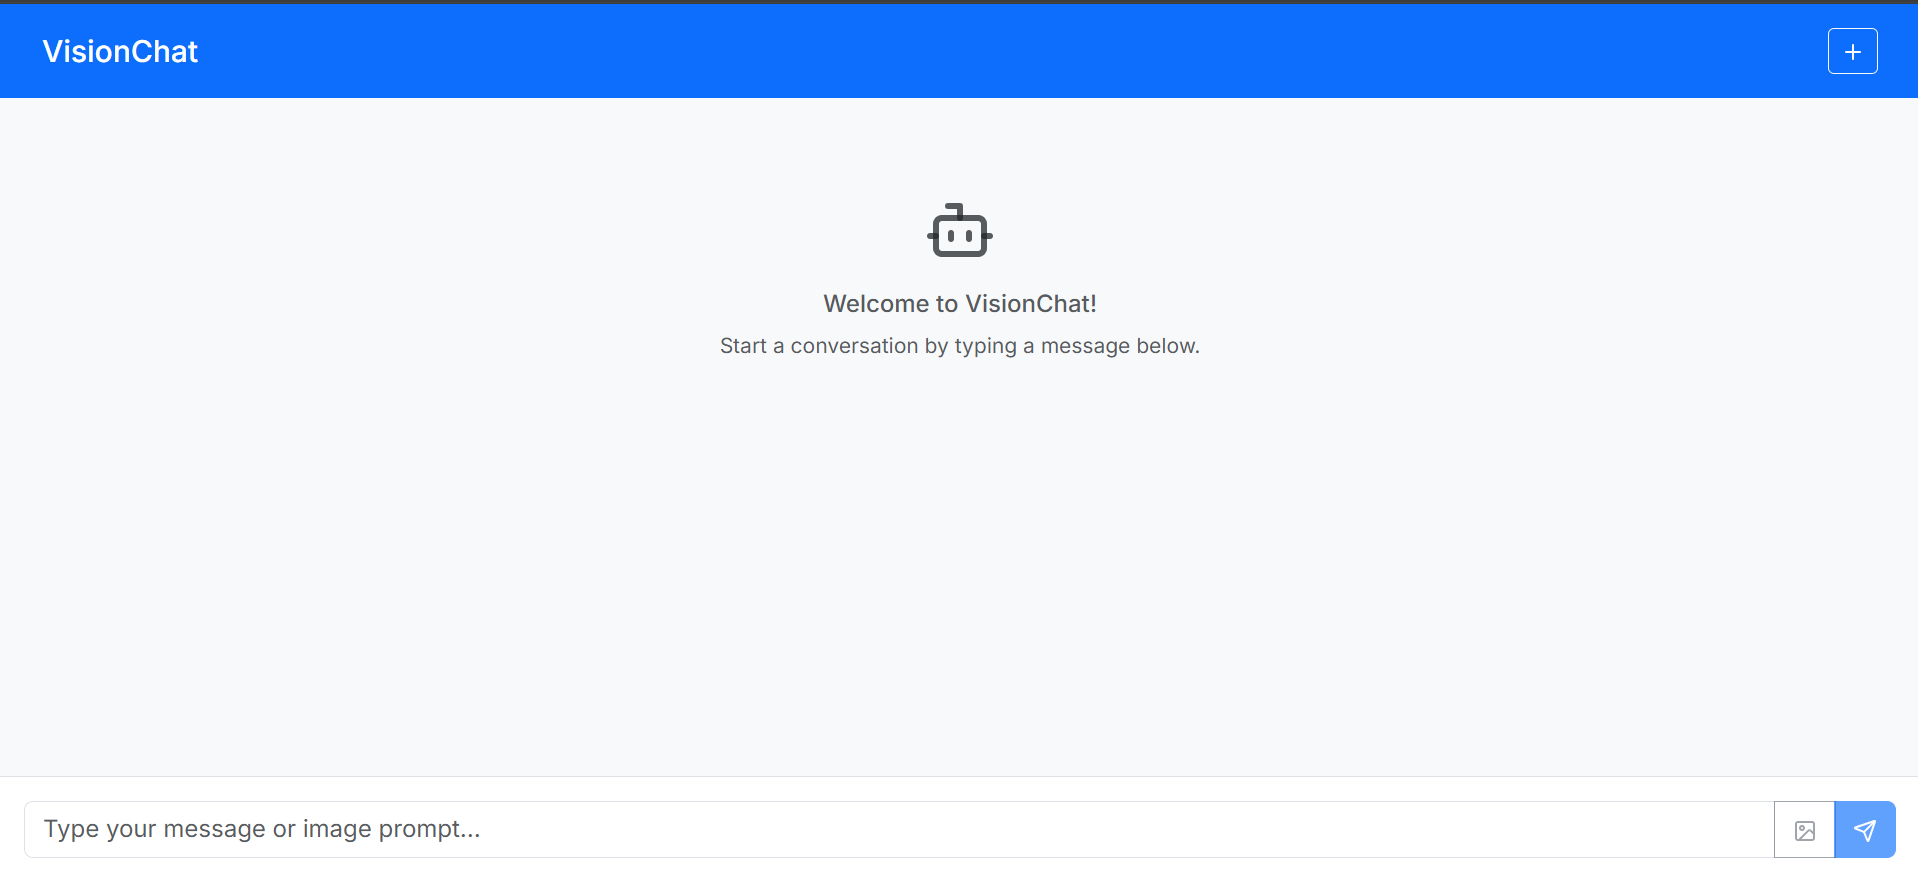 VisionChat
Welcome to VisionChat!
Start a conversation by typing a message below.
Type your message or image prompt...